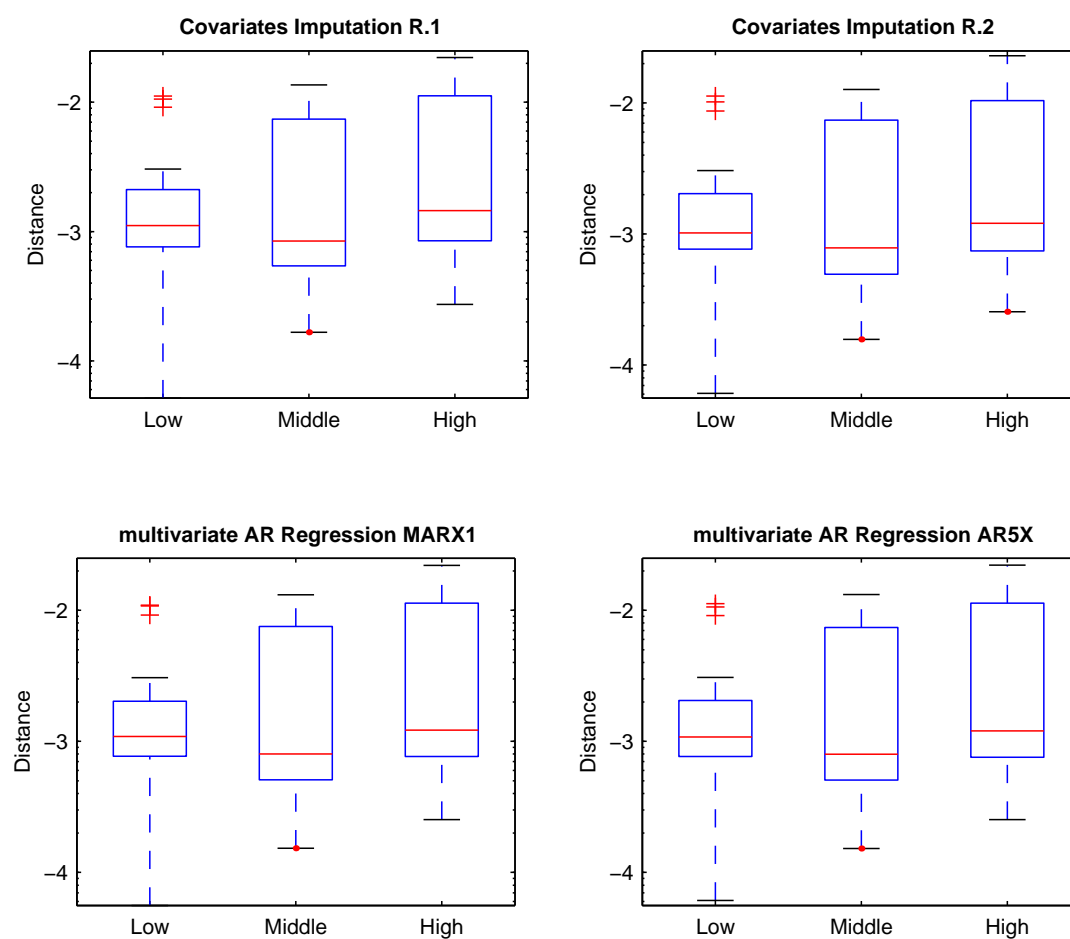 Covariates Imputation R.1
Distance
−2
−3
−4
Low Middle High
Covariates Imputation R.2
Distance
−2
−3
−4
Low Middle High
multivariate AR Regression MARX1
Distance
−2
−3
−4
Low Middle High
multivariate AR Regression AR5X
Distance
−2
−3
−4
Low Middle High